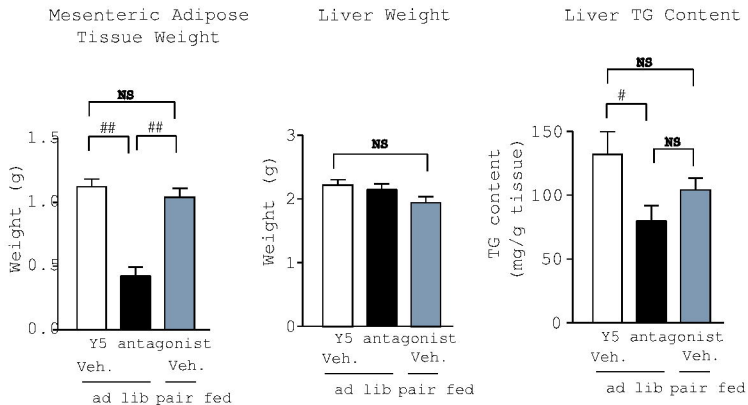 Mesenteric Adipose
Tissue Weight
NS
##
##
Weight (g)
1.5
1.0
0.5
0.0
Y5 antagonist
Veh.
Veh.
ad lib
pair fed
Liver Weight
NS
Weight (g)
3
2
1
0
Y5 antagonist
Veh.
Veh.
ad lib
pair fed
Liver TG Content
NS
#
NS
TG content
(mg/g tissue)
150
100
50
0
Y5 antagonist
Veh.
Veh.
ad lib
pair fed